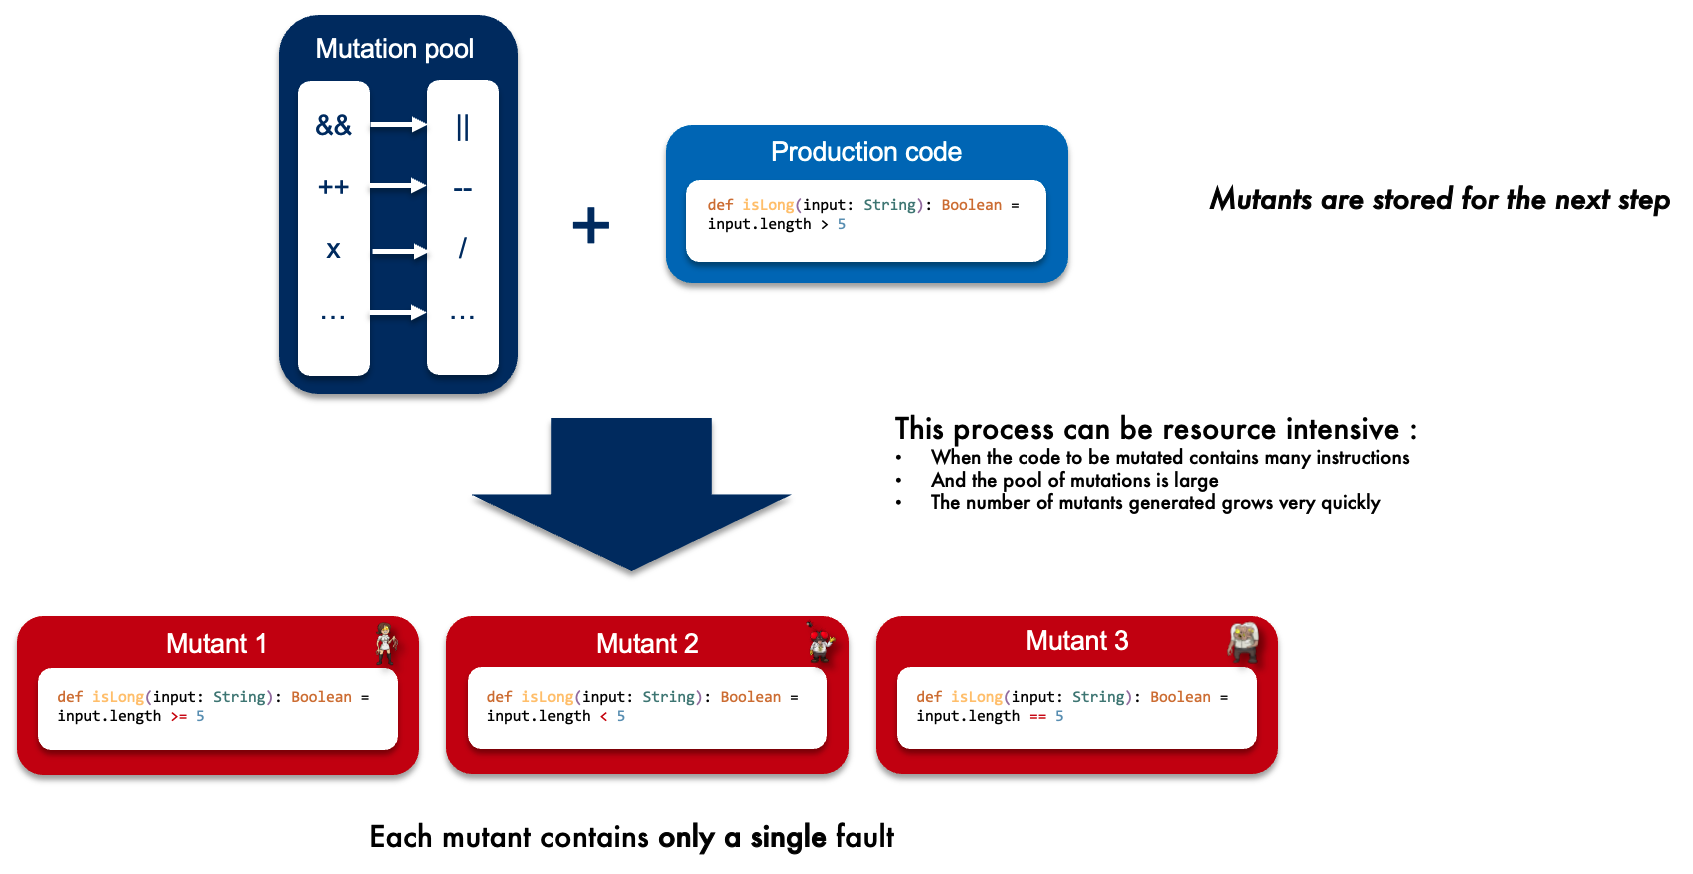 Mutation pool
&& ||
++ --
x /
... ...
+
Production code
def isLong(input: String): Boolean =
input.length > 5
Mutants are stored for the next step
This process can be resource intensive :
• When the code to be mutated contains many instructions
• And the pool of mutations is large
• The number of mutants generated grows very quickly
Mutant 1
def isLong(input: String): Boolean =
input.length >= 5
Mutant 2
def isLong(input: String): Boolean =
input.length < 5
Mutant 3
def isLong(input: String): Boolean =
input.length == 5
Each mutant contains only a single fault